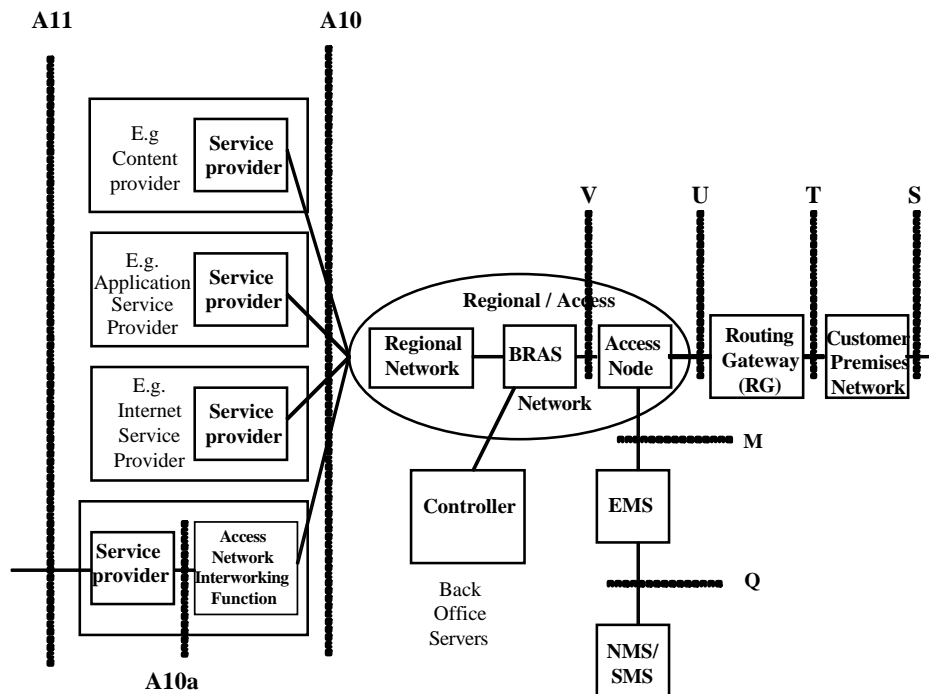 A11
A10
E.g
Content
provider
Service
provider
E.g.
Application
Service
Provider
Service
provider
E.g.
Internet
Service
Provider
Service
provider
Service
provider
Access
Network
Interworking
Function
A10a
V
U
T
S
Regional / Access
Regional
Network
BRAS
Access
Node
Network
Routing
Gateway
(RG)
Customer
Premises
Network
M
Controller
EMS
Back
Office
Servers
Q
NMS/
SMS